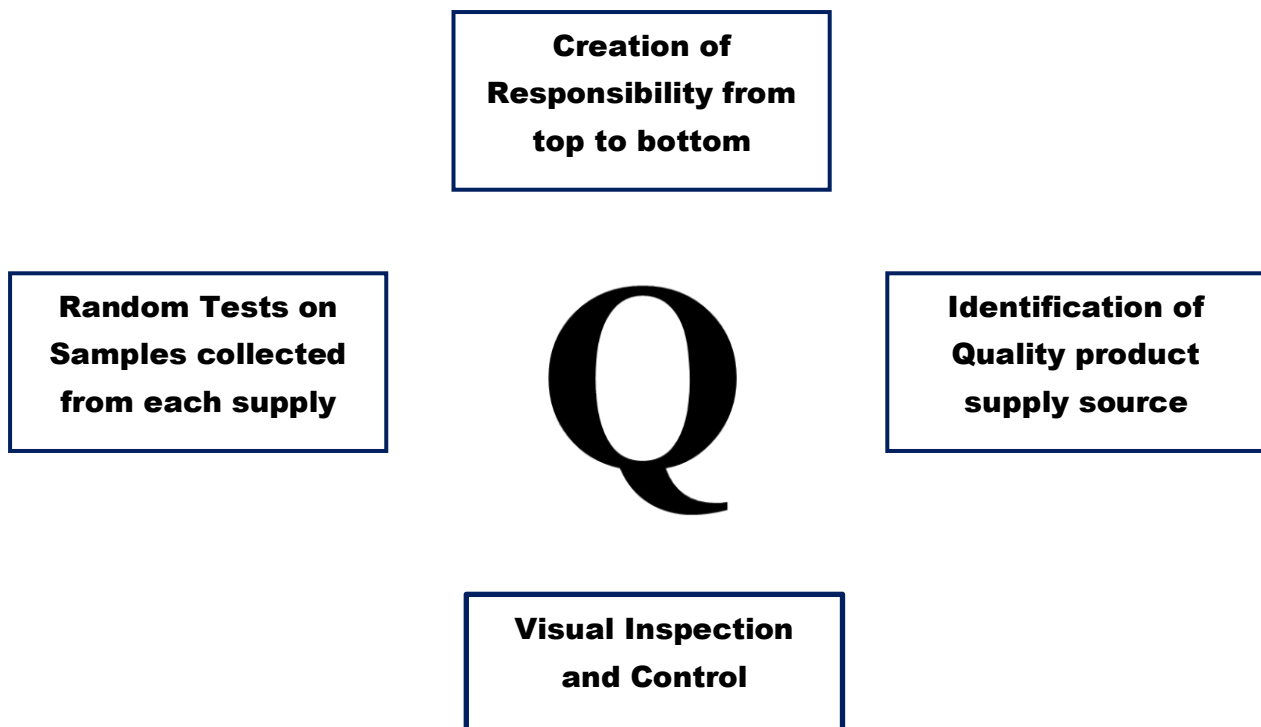 Creation of
Responsibility from
top to bottom
Random Tests on
Samples collected
from each supply
Q
Identification of
Quality product
supply source
Visual Inspection
and Control